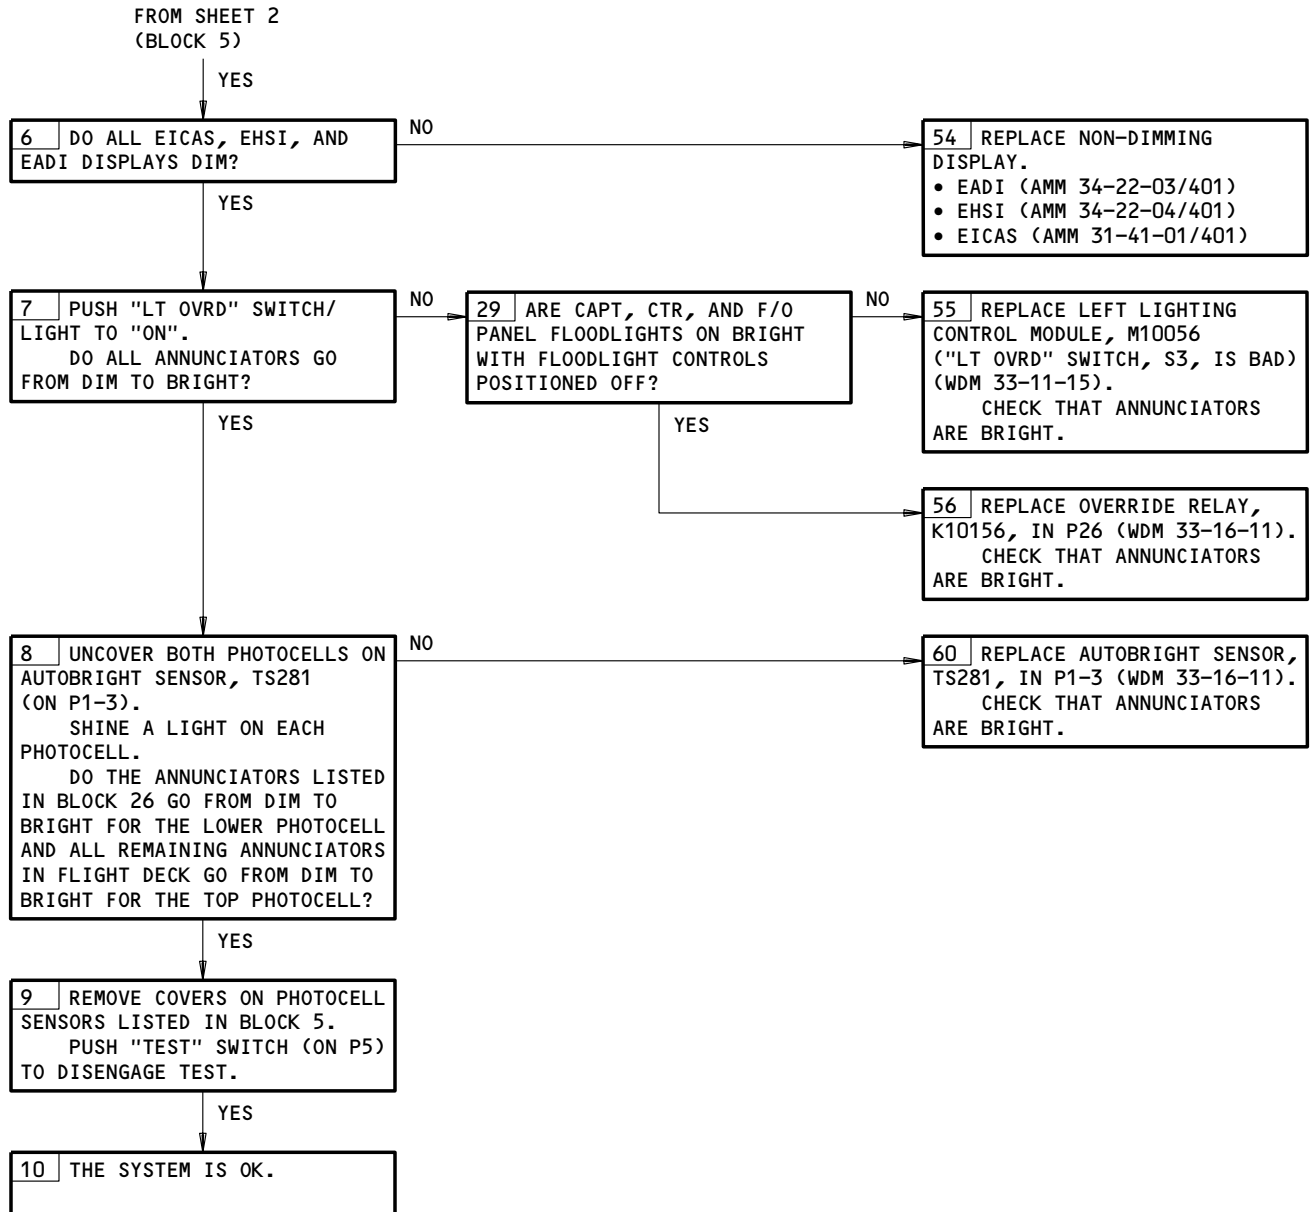 FROM SHEET 2
(BLOCK 5)
YES
6 DO ALL EICAS, EHSI, AND
EADI DISPLAYS DIM?
NO
YES
54 REPLACE NON-DIMMING
DISPLAY.
• EADI (AMM 34-22-03/401)
• EHSI (AMM 34-22-04/401)
• EICAS (AMM 31-41-01/401)
7 PUSH "LT OVRD" SWITCH/
LIGHT TO "ON".
DO ALL ANNUNCIATORS GO
FROM DIM TO BRIGHT?
NO
YES
29 ARE CAPT, CTR, AND F/O
PANEL FLOODLIGHTS ON BRIGHT
WITH FLOODLIGHT CONTROLS
POSITIONED OFF?
NO
YES
55 REPLACE LEFT LIGHTING
CONTROL MODULE, M10056
("LT OVRD" SWITCH, S3, IS BAD)
(WDM 33-11-15).
CHECK THAT ANNUNCIATORS
ARE BRIGHT.
56 REPLACE OVERRIDE RELAY,
K10156, IN P26 (WDM 33-16-11).
CHECK THAT ANNUNCIATORS
ARE BRIGHT.
8 UNCOVER BOTH PHOTOCELLS ON
AUTOBRIGHT SENSOR, TS281
(ON P1-3).
SHINE A LIGHT ON EACH
PHOTOCELL.
DO THE ANNUNCIATORS LISTED
IN BLOCK 26 GO FROM DIM TO
BRIGHT FOR THE LOWER PHOTOCELL
AND ALL REMAINING ANNUNCIATORS
IN FLIGHT DECK GO FROM DIM TO
BRIGHT FOR THE TOP PHOTOCELL?
NO
YES
60 REPLACE AUTOBRIGHT SENSOR,
TS281, IN P1-3 (WDM 33-16-11).
CHECK THAT ANNUNCIATORS
ARE BRIGHT.
9 REMOVE COVERS ON PHOTOCELL
SENSORS LISTED IN BLOCK 5.
PUSH "TEST" SWITCH (ON P5)
TO DISENGAGE TEST.
YES
10 THE SYSTEM IS OK.